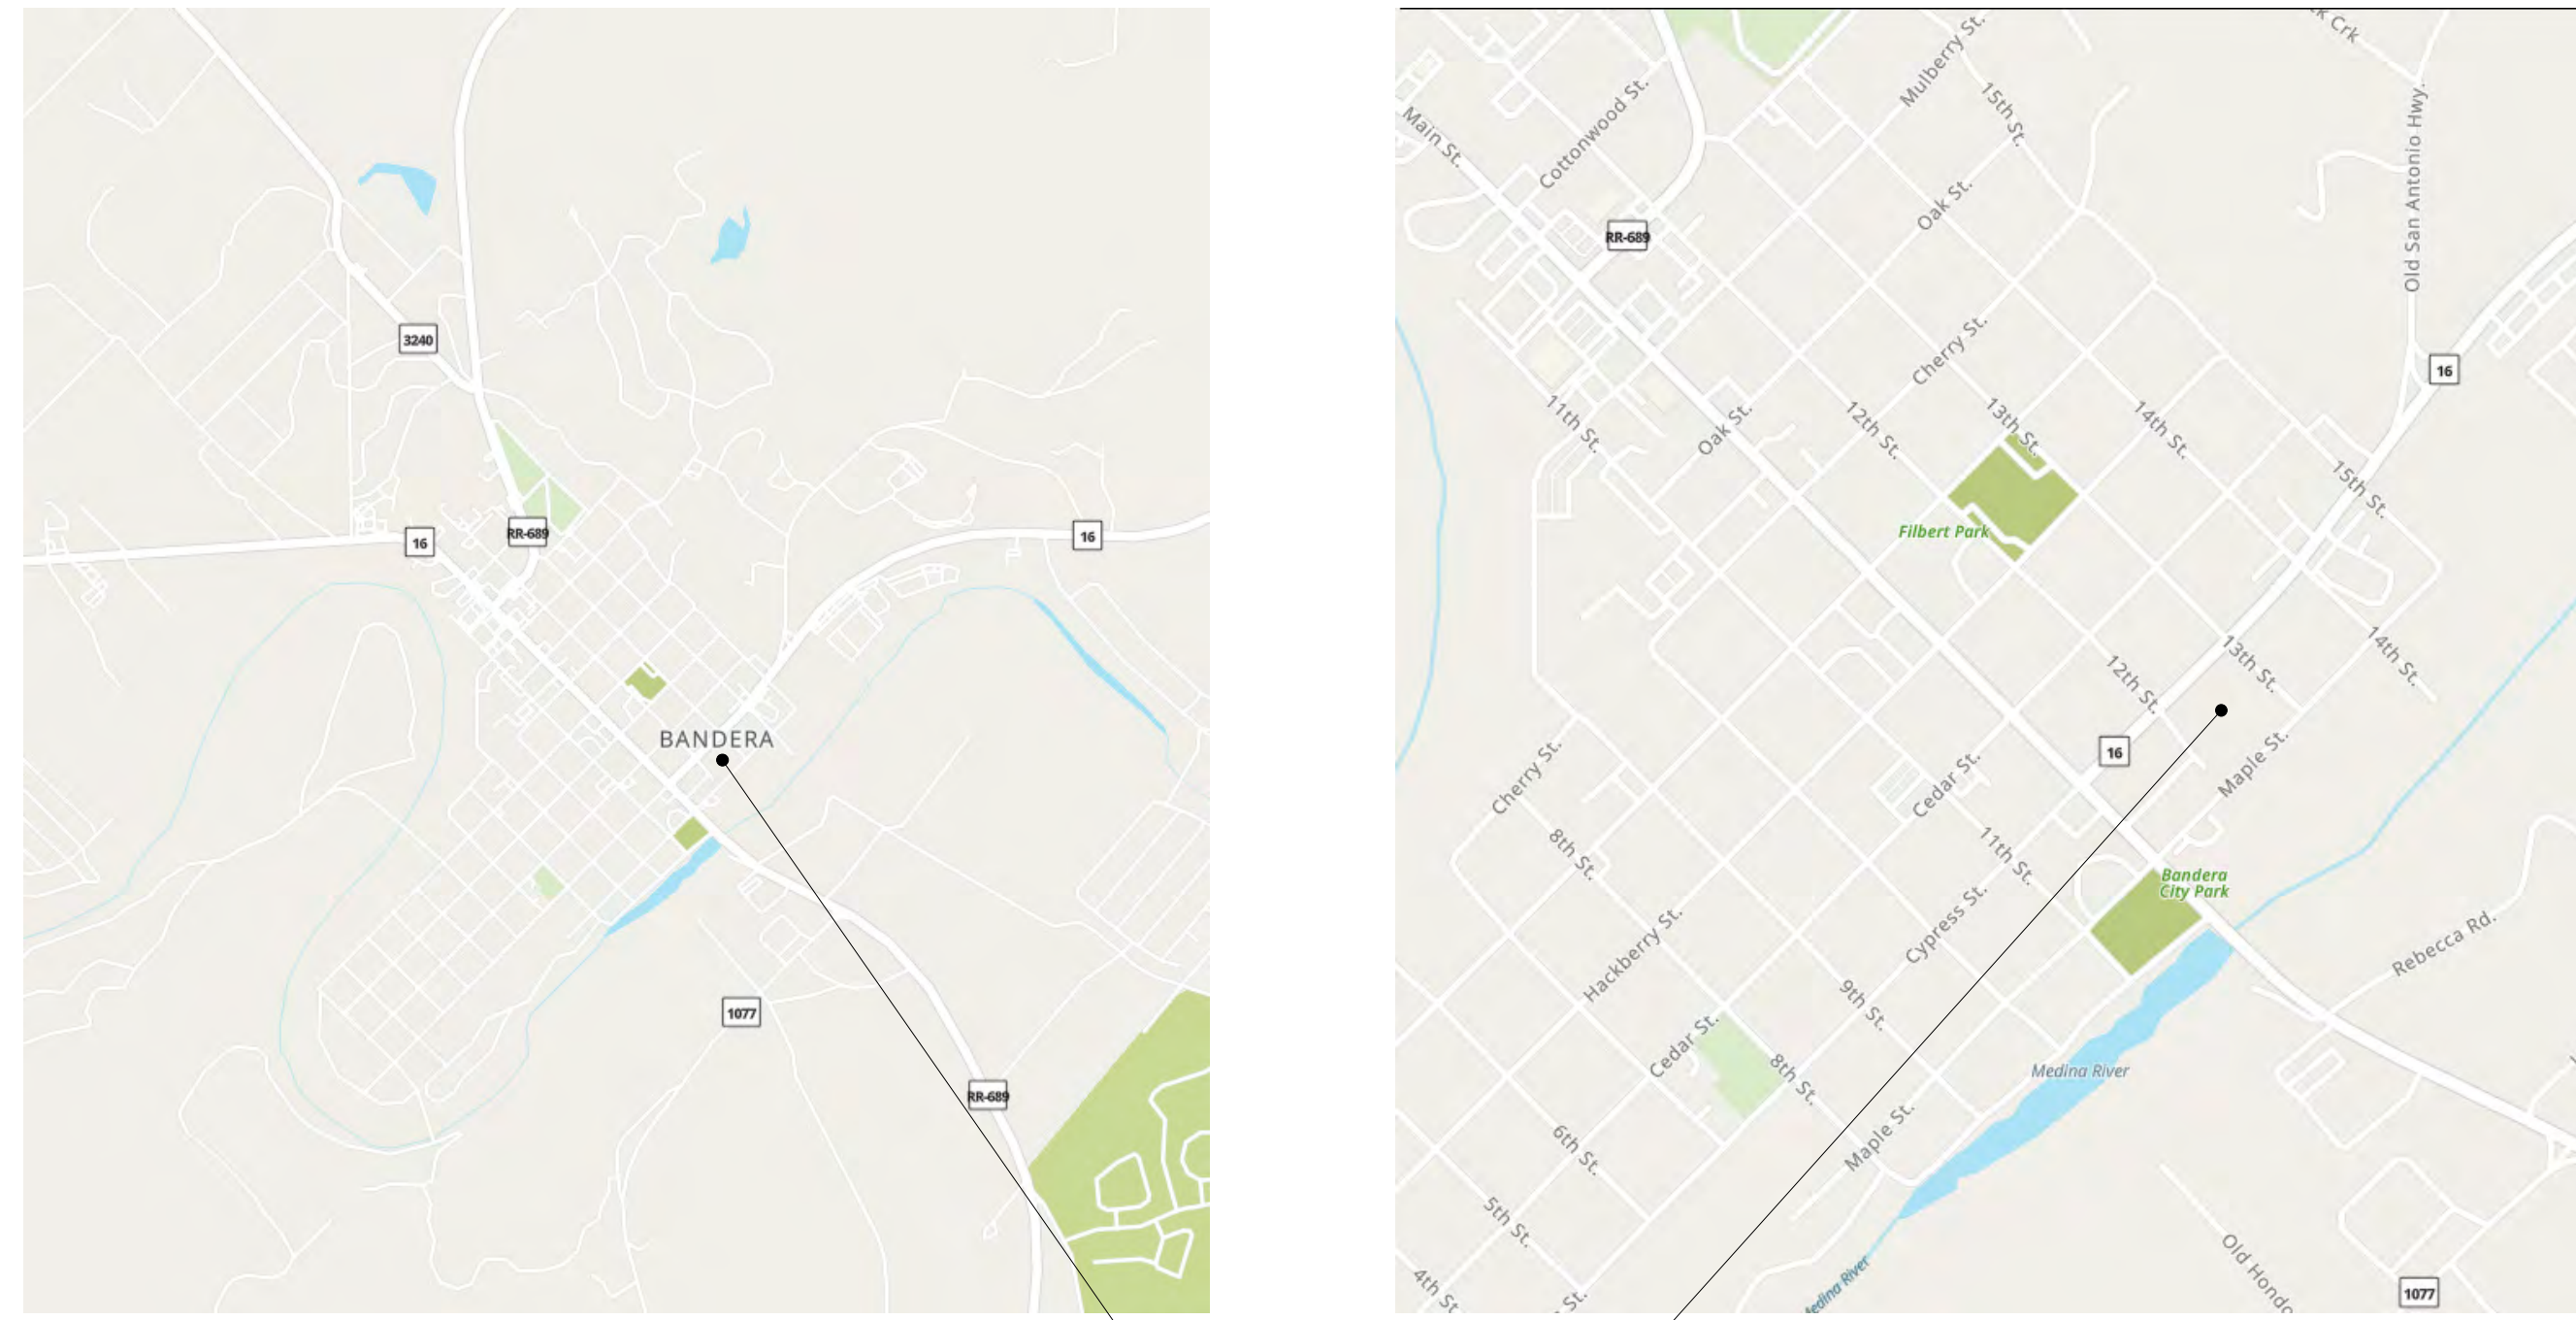 3240
16
RR-689
16
BANDERA
1077
RR-689
Main St.
Cottonwood St.
Mulberry St.
15th St.
Crk
Old San Antonio Hwy.
Oak St.
RR-689
Cherry St.
16
11th St.
Oak St.
12th St.
13th St.
14th St.
15th St.
Filbert Park
12th St.
13th St.
14th St.
16
Maple St.
Cherry St.
Cedar St.
8th St.
11th St.
Bandera
City Park
Hackberry St.
Cypress St.
Rebecca Rd.
9th St.
Cedar St.
8th St.
Medina River
6th St.
Maple St.
5th St.
4th St.
St.
Medina River
Old Hondo
1077